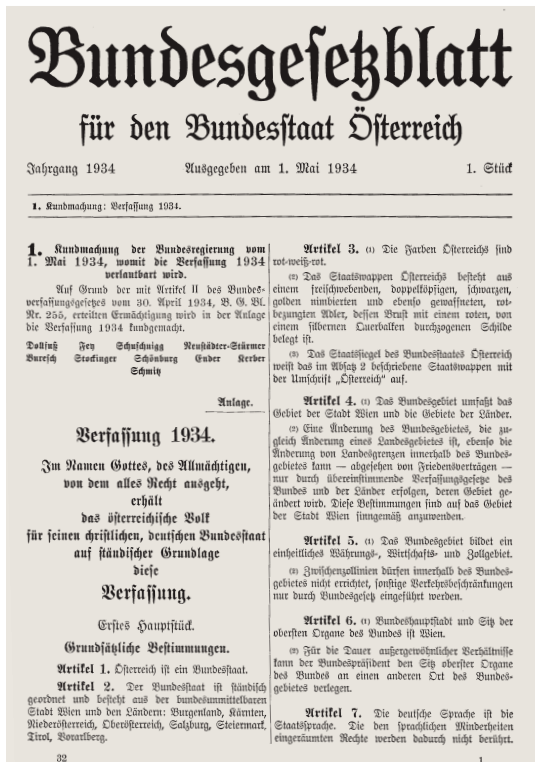 Bundesgesetzblatt
für den Bundesstaat Österreich
Jahrgang 1934 Ausgegeben am 1. Mai 1934 1. Stück
1. Kundmachung: Verfassung 1934.
1. Kundmachung der Bundesregierung vom
1. Mai 1934, womit die Verfassung 1934
verlautbart wird.
Auf Grund der mit Artikel II des Bundes-
verfassungsgesetzes vom 30. April 1934, B. G. Bl.
Nr. 255, erteilten Ermächtigung wird in der Anlage
die Verfassung 1934 kundgemacht.
Dollfuß Fey Schuschnigg Neustädter-Stürmer
Buresch Stockinger Schönburg Ender Kerber
Schmitz
Anlage.
Verfassung 1934.
Im Namen Gottes, des Allmächtigen,
von dem alles Recht ausgeht,
erhält
das österreichische Volk
für seinen christlichen, deutschen Bundesstaat
auf ständischer Grundlage
diese
Verfassung.
Erstes Hauptstück.
Grundsätzliche Bestimmungen.
Artikel 1. Österreich ist ein Bundesstaat.
Artikel 2. Der Bundesstaat ist ständisch
geordnet und besteht aus der bundesunmittelbaren
Stadt Wien und den Ländern: Burgenland, Kärnten,
Niederösterreich, Oberösterreich, Salzburg, Steiermark,
Tirol, Vorarlberg.
32
Artikel 3. (1) Die Farben Österreichs sind
rot-weiß-rot.
(2) Das Staatswappen Österreichs besteht aus
einem freischwebenden, doppelköpfigen, schwarzen,
golden nimbierten und ebenso gewaffneten, rot-
bezungten Adler, dessen Brust mit einem roten, von
einem silbernen Querbalken durchzogenen Schilde
belegt ist.
(3) Das Staatssiegel des Bundesstaates Österreich
weist das im Absatz 2 beschriebene Staatswappen mit
der Umschrift „Österreich“ auf.
Artikel 4. (1) Das Bundesgebiet umfaßt das
Gebiet der Stadt Wien und die Gebiete der Länder.
(2) Eine Änderung des Bundesgebietes, die zu-
gleich Änderung eines Landesgebietes ist, ebenso die
Änderung von Landesgrenzen innerhalb des Bundes-
gebietes kann — abgesehen von Friedensverträgen —
nur durch übereinstimmende Verfassungsgesetze des
Bundes und der Länder erfolgen, deren Gebiet ge-
ändert wird. Diese Bestimmungen sind auf das Gebiet
der Stadt Wien sinngemäß anzuwenden.
Artikel 5. (1) Das Bundesgebiet bildet ein
einheitliches Währungs-, Wirtschafts- und Zollgebiet.
(2) Zwischenzollinien dürfen innerhalb des Bundes-
gebietes nicht errichtet, sonstige Verkehrsbeschränkungen
nur durch Bundesgesetz eingeführt werden.
Artikel 6. (1) Bundeshauptstadt und Sitz der
obersten Organe des Bundes ist Wien.
(2) Für die Dauer außergewöhnlicher Verhältnisse
kann der Bundespräsident den Sitz oberster Organe
des Bundes an einen anderen Ort des Bundes-
gebietes verlegen.
Artikel 7. Die deutsche Sprache ist die
Staatssprache. Die den sprachlichen Minderheiten
eingeräumten Rechte werden dadurch nicht berührt.
1